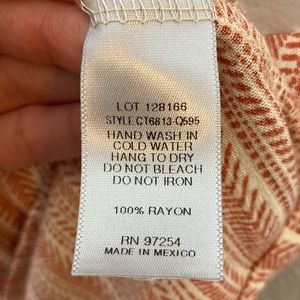 LOT 128166
STYLE CT6813-Q595
HAND WASH IN
COLD WATER
HANG TO DRY
DO NOT BLEACH
DO NOT IRON
100% RAYON
RN 97254
MADE IN MEXICO